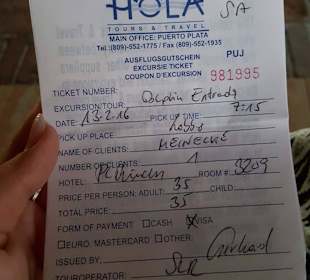 HOLA
TOURS & TRAVEL
SA
MAIN OFFICE: PUERTO PLATA
Tel.:(809)-552-1775 / Fax.:(809)-552-1935
AUSFLUGSGUTSCHEIN PUJ
EXCURSIE TICKET
COUPON D'EXCURSION 981995
TICKET NUMBER:
EXCURSION/TOUR: Dolphin
DATE: 13.2.16 PICK UP TIME: 7:15
PICK UP PLACE Lobby
NAME OF CLIENTS: MEINECKE
NUMBER OF CLIENTS: 1
HOTEL: ROOM # 3209
PRICE PER PERSON: ADULT: 35 CHILD:
TOTAL PRICE: 35
FORM OF PAYMENT □CASH VISA
□EURO. MASTERCARD □OTHER:
ISSUED BY:
TOUROPERATOR: